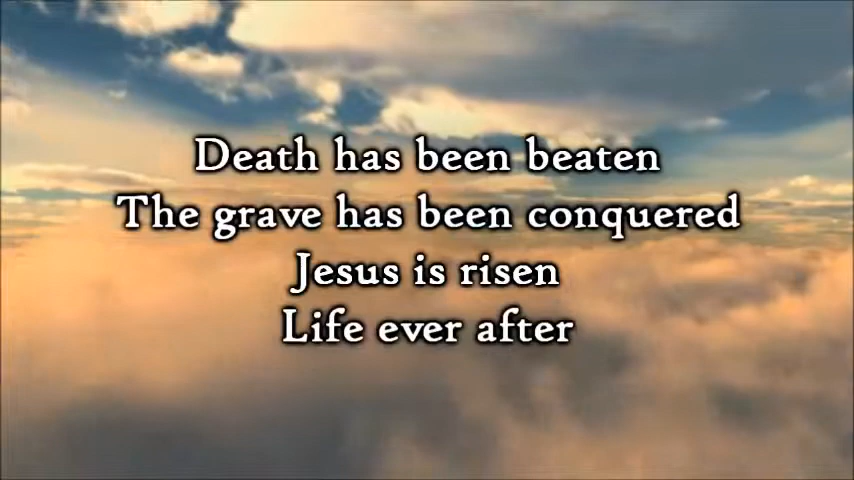 Death has been beaten
The grave has been conquered
Jesus is risen
Life ever after